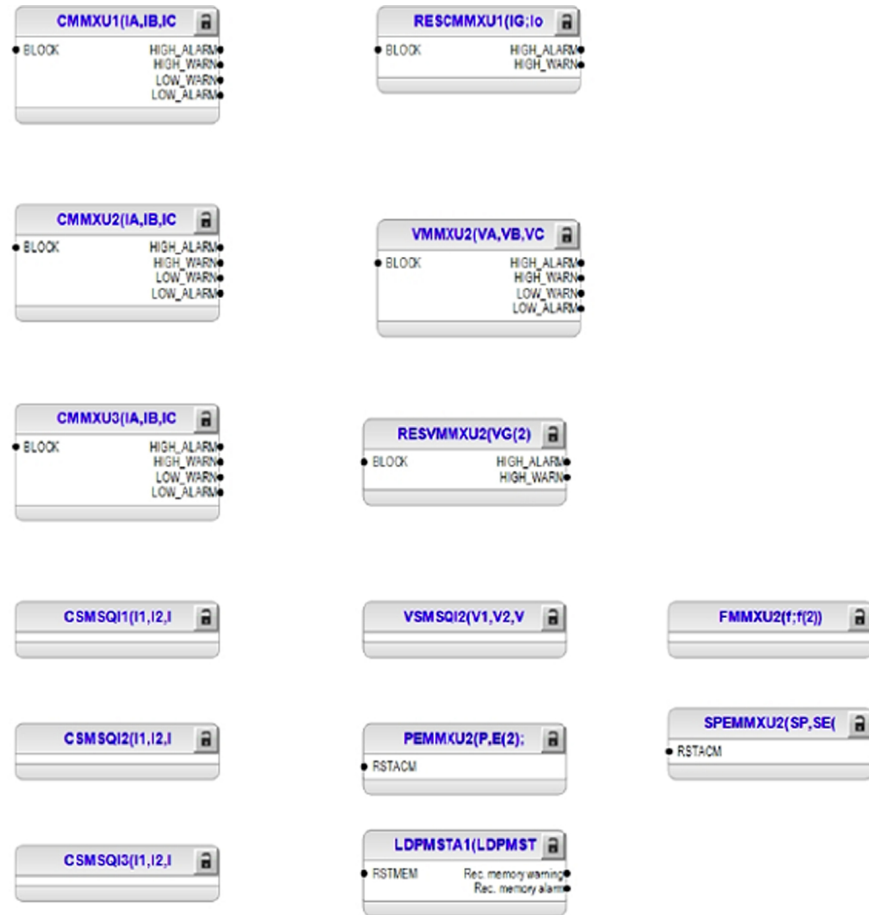 CMMXU1(IA,IB,IC
BLOCK HIGH_ALARM
HIGH_WARN
LOW_WARN
LOW_ALARM
RESCMMXU1(IG;Io
BLOCK HIGH_ALARM
HIGH_WARN
CMMXU2(IA,IB,IC
BLOCK HIGH_ALARM
HIGH_WARN
LOW_WARN
LOW_ALARM
VMMXU2(VA,VB,VC
BLOCK HIGH_ALARM
HIGH_WARN
LOW_WARN
LOW_ALARM
CMMXU3(IA,IB,IC
BLOCK HIGH_ALARM
HIGH_WARN
LOW_WARN
LOW_ALARM
RESVMMXU2(VG(2)
BLOCK HIGH_ALARM
HIGH_WARN
CSMSQI1(I1,I2,I
VSMSQI2(V1,V2,V
FMMXU2(f;f(2))
CSMSQI2(I1,I2,I
PEMMXU2(P,E(2);
RSTACM
SPEMMXU2(SP,SE(
RSTACM
CSMSQI3(I1,I2,I
LDPMSTA1(LDPMST
RSTMEM Rec. memory warning
Rec. memory alarm